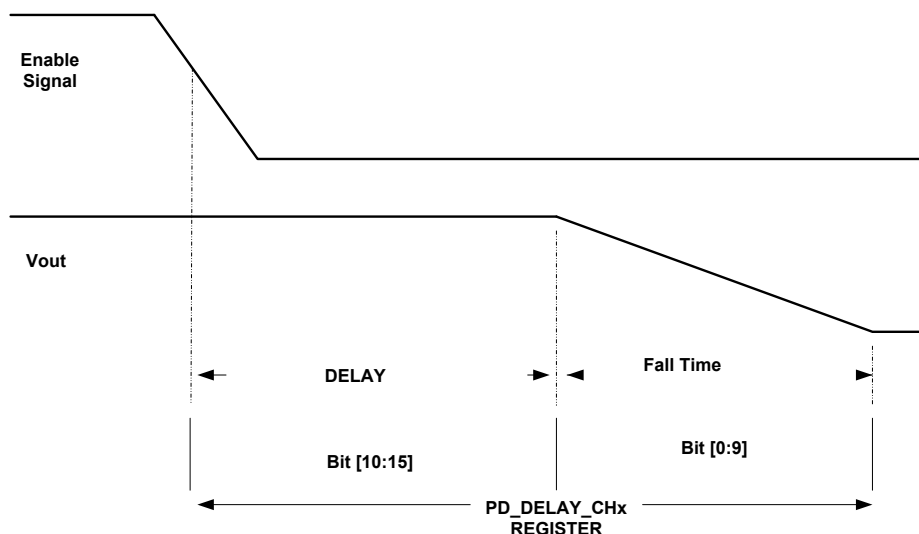 Enable
Signal
Vout
DELAY
Fall Time
Bit [10:15]
Bit [0:9]
PD_DELAY_CHx
REGISTER